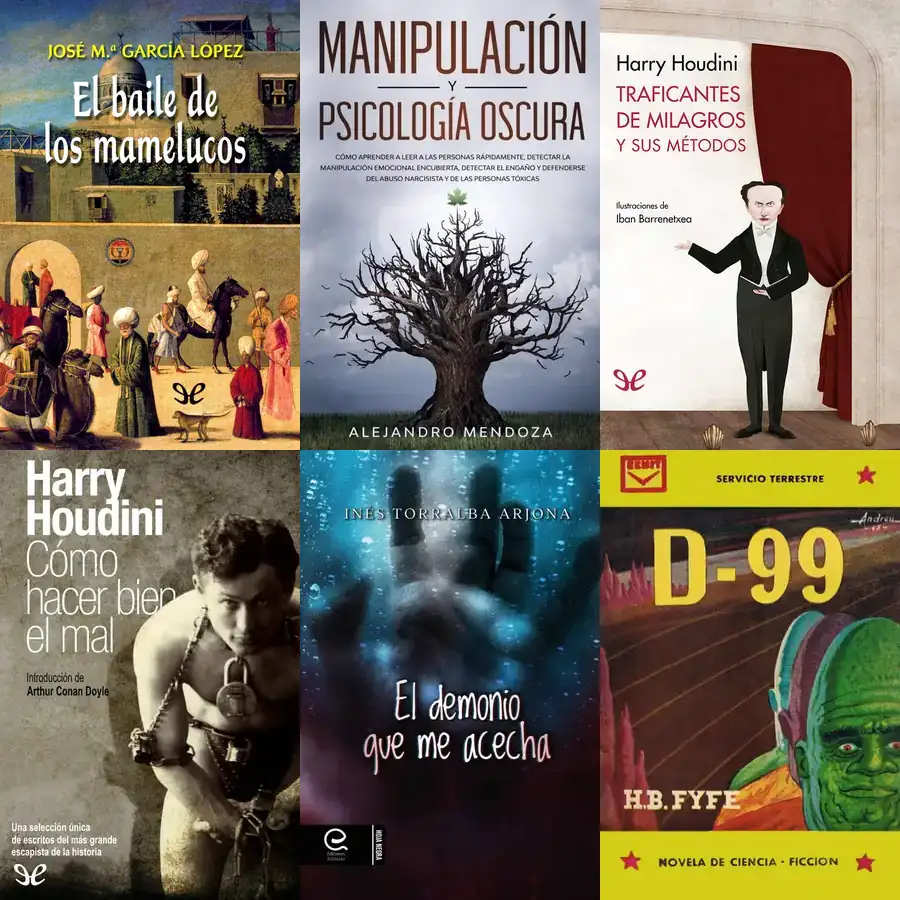 JOSÉ M.ª GARCÍA LÓPEZ
El baile de
los mamelucos
MANIPULACIÓN
Y
PSICOLOGÍA OSCURA
CÓMO APRENDER A LEER A LAS PERSONAS RÁPIDAMENTE, DETECTAR LA
MANIPULACIÓN EMOCIONAL ENCUBIERTA, DETECTAR EL ENGAÑO Y DEFENDERSE
DEL ABUSO NARCISISTA Y DE LAS PERSONAS TÓXICAS
ALEJANDRO MENDOZA
Harry Houdini
TRAFICANTES
DE MILAGROS
Y SUS MÉTODOS
Ilustraciones de
Iban Barrenetxea
Harry
Houdini
Cómo
hacer bien
el mal
Introducción de
Arthur Conan Doyle
Una selección única
de escritos del más grande
escapista de la historia
INÉS TORRALBA ARJONA
El demonio
que me acecha
HOJA NEGRA
SERVICIO TERRESTRE
Andreu
D-99
H.B. FYFE
NOVELA DE CIENCIA - FICCION